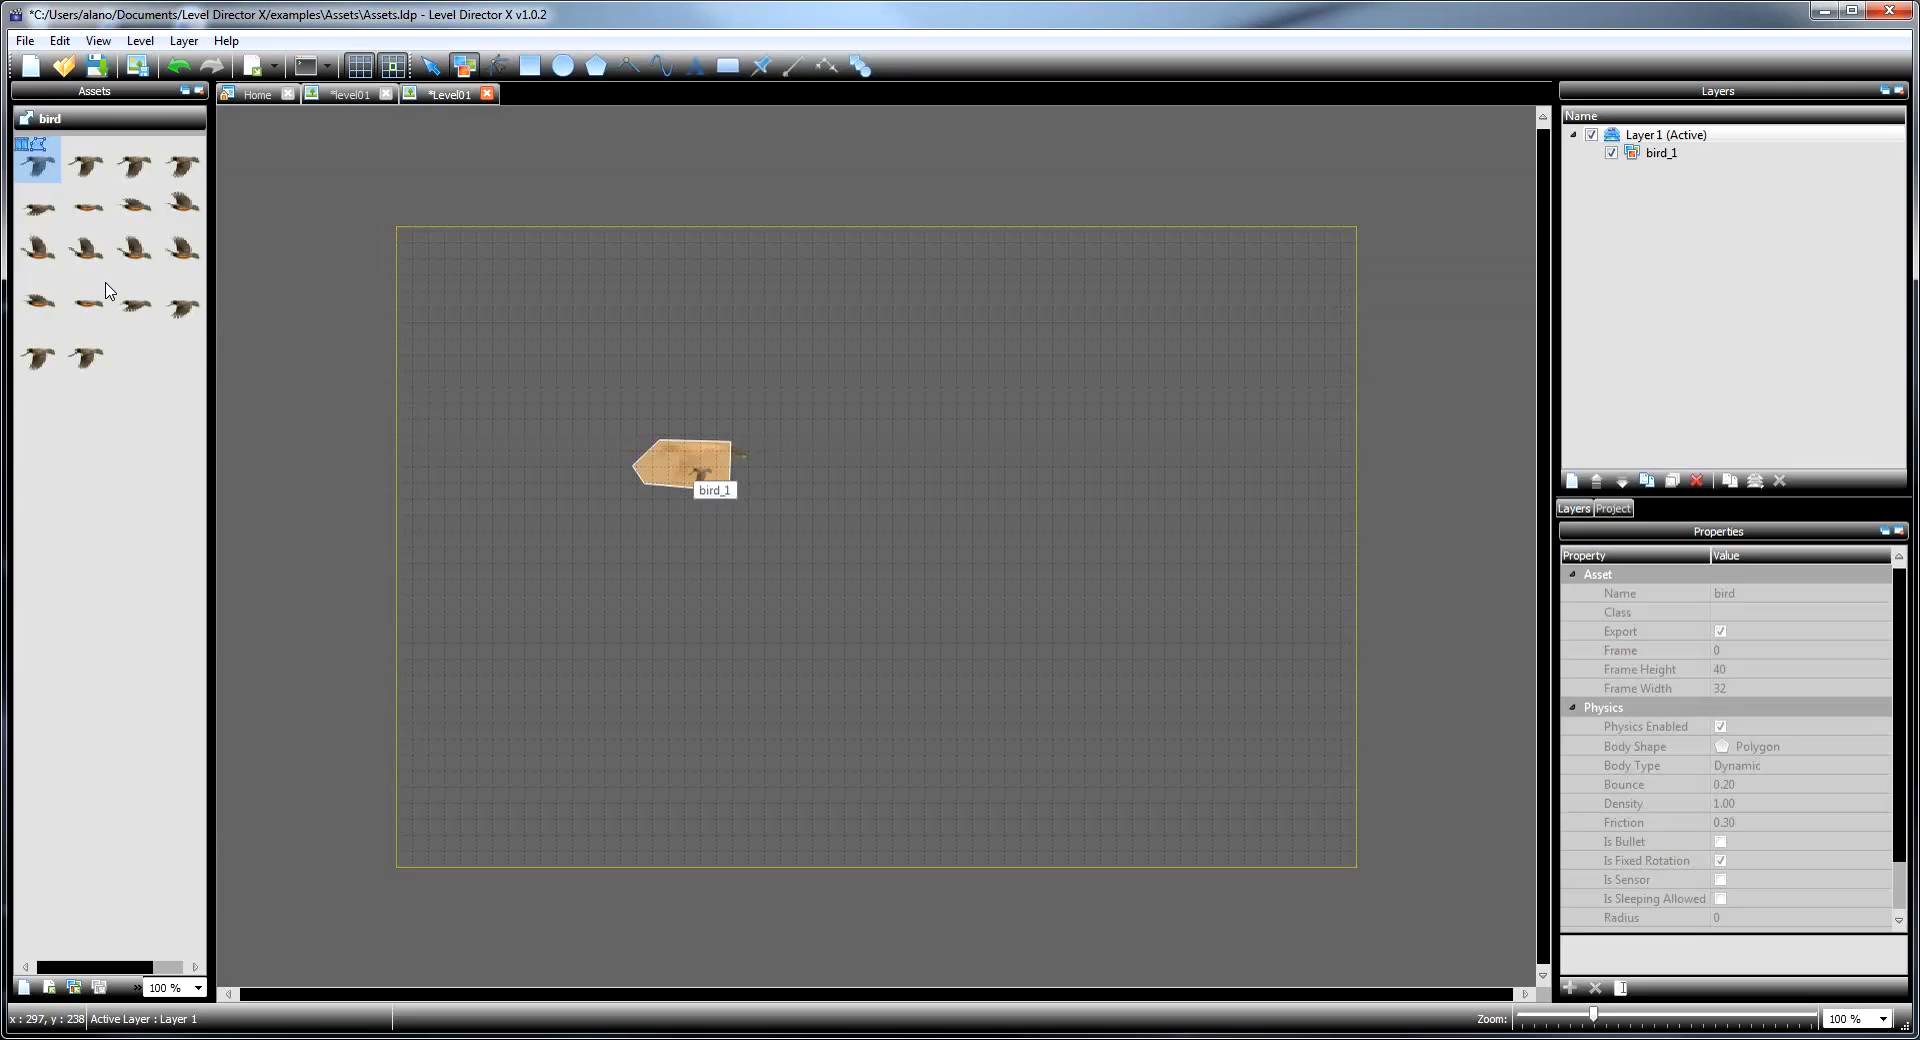 *C:/Users/alano/Documents/Level Director X/examples\Assets\Assets.ldp - Level Director X v1.0.2
File Edit View Level Layer Help
Assets
Home *level01 *Level01
Layers
bird
Name
Layer 1 (Active)
bird_1
bird_1
Layers Project
Properties
Property Value
Asset
Name bird
Class
Export
Frame 0
Frame Height 40
Frame Width 32
Physics
Physics Enabled
Body Shape Polygon
Body Type Dynamic
Bounce 0.20
Density 1.00
Friction 0.30
Is Bullet
Is Fixed Rotation
Is Sensor
Is Sleeping Allowed
Radius 0
» 100 %
x : 297, y : 238 Active Layer : Layer 1 Zoom: 100 %